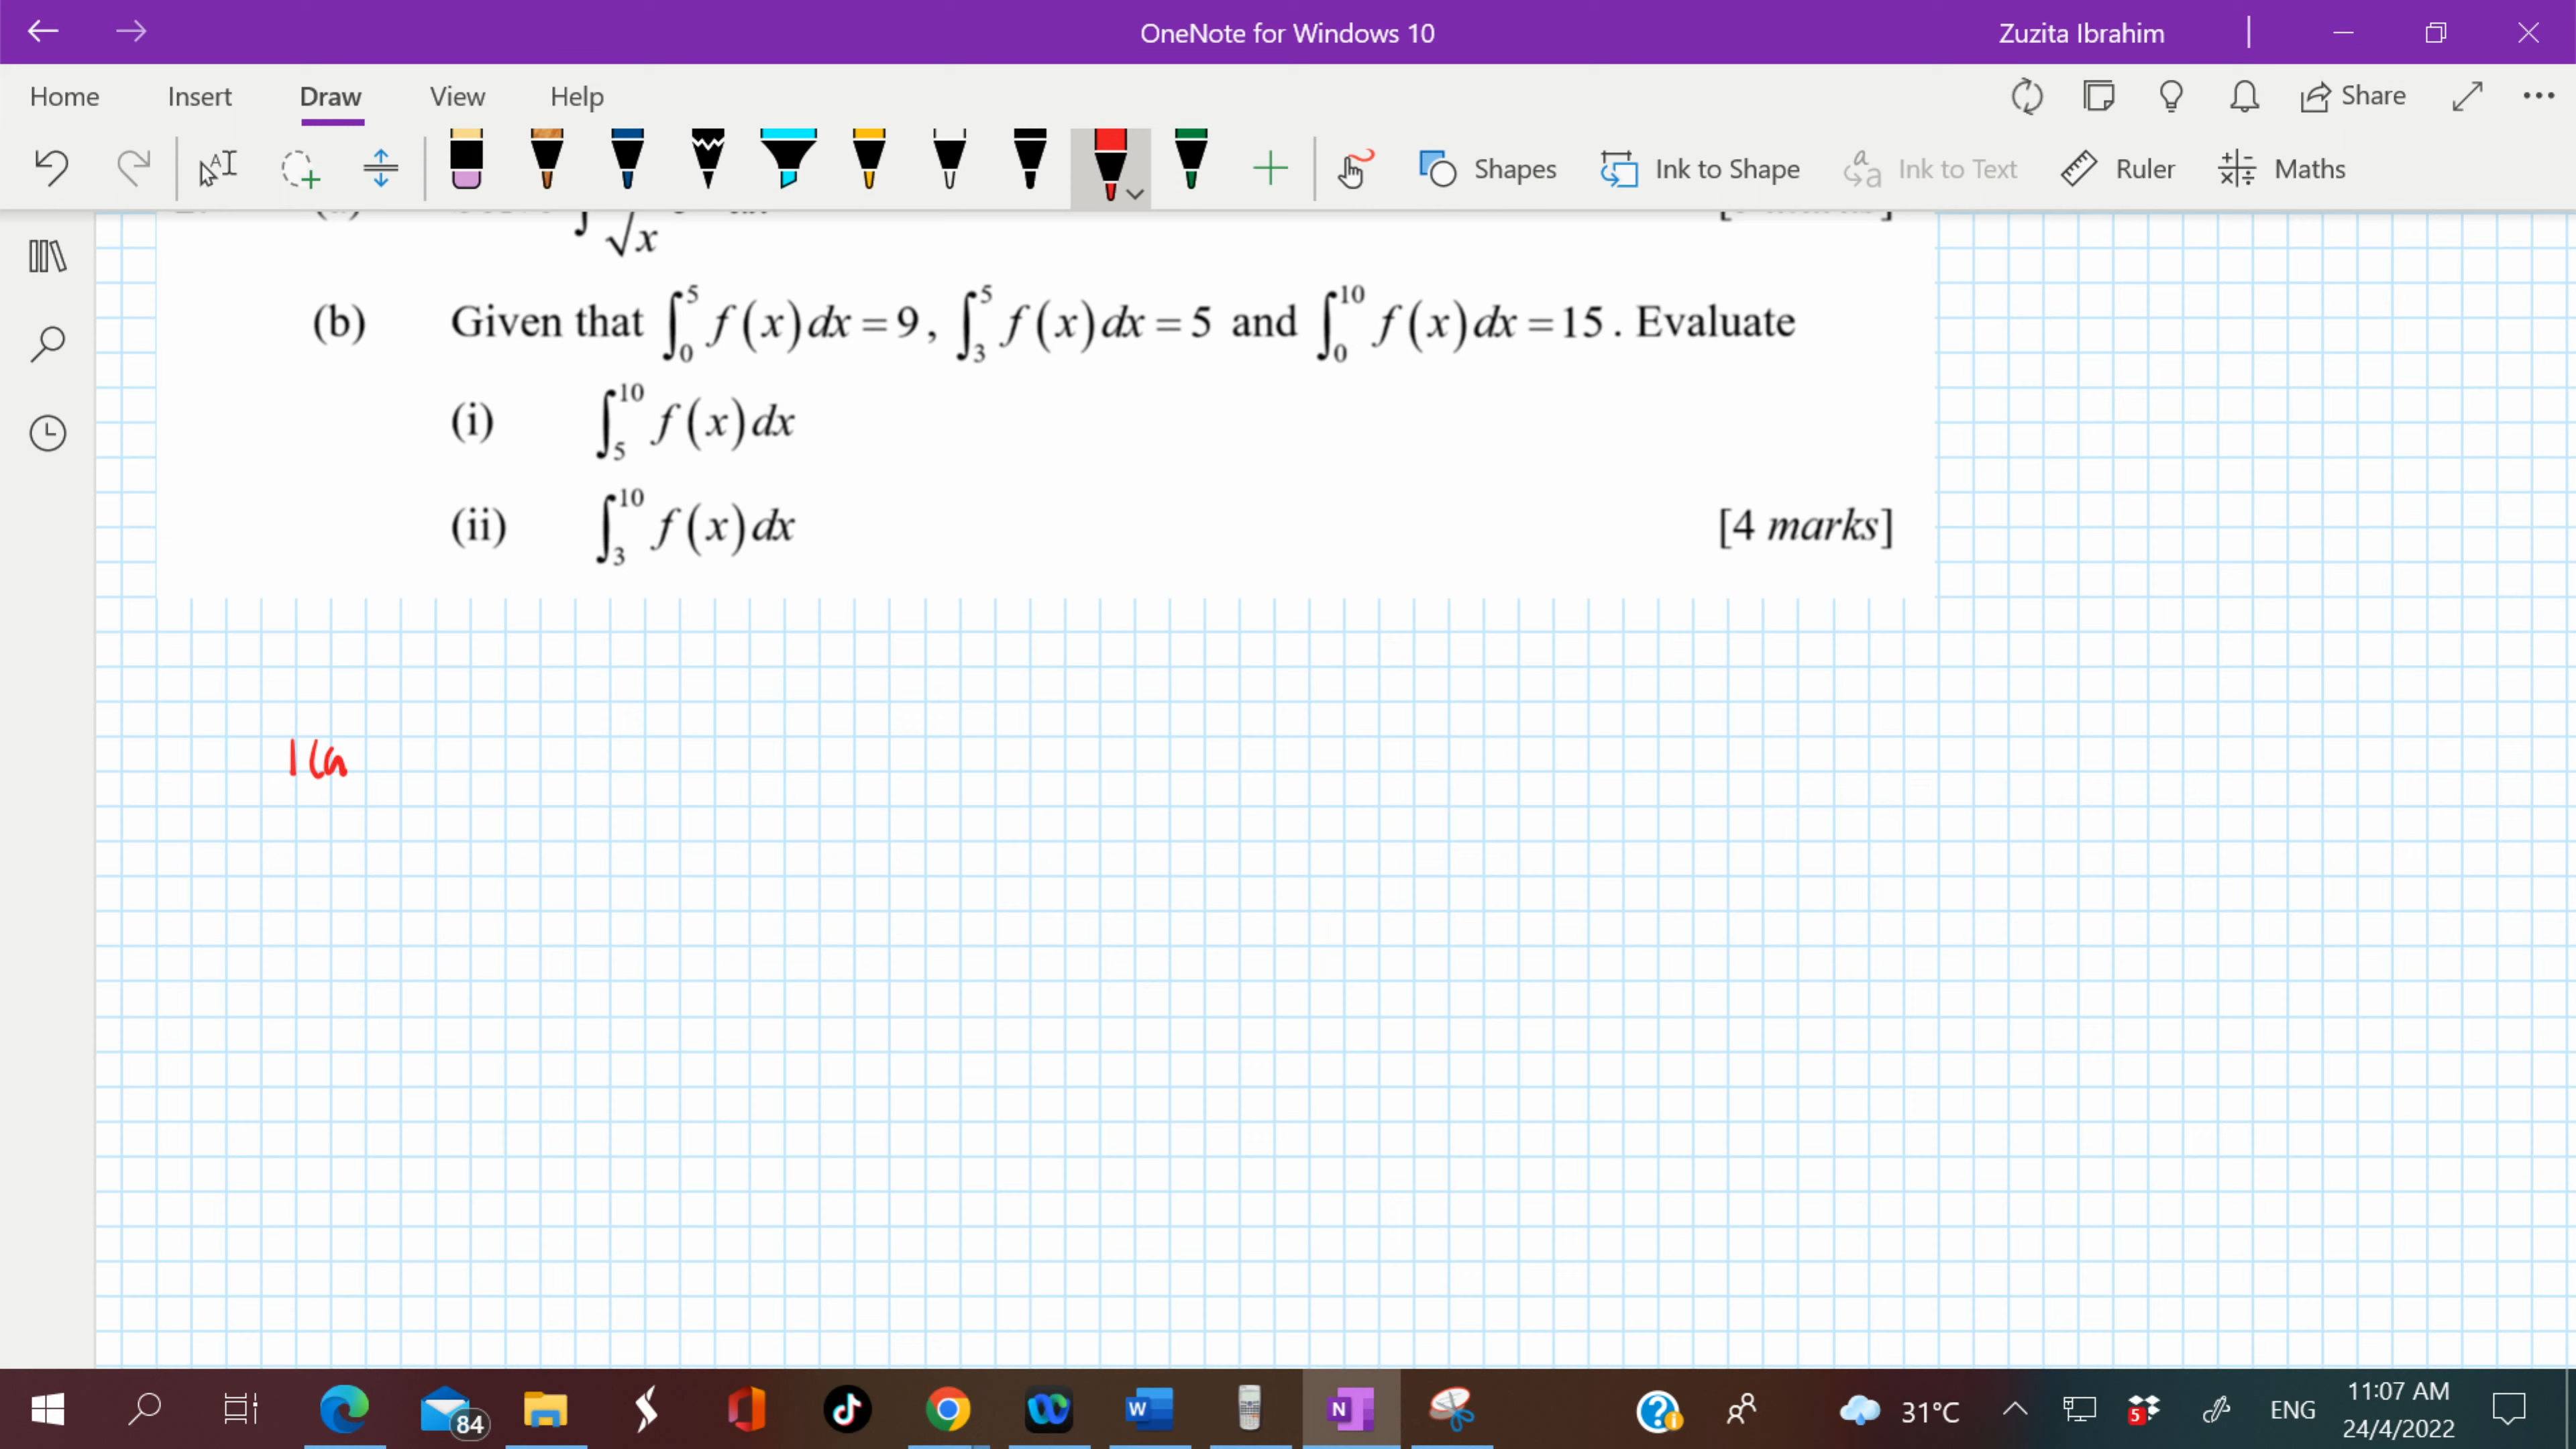 OneNote for Windows 10 Zuzita Ibrahim
Home Insert Draw View Help Share
Shapes Ink to Shape Ink to Text Ruler Maths
√x
(b) Given that ∫₀⁵ f(x)dx = 9, ∫₃⁵ f(x)dx = 5 and ∫₀¹⁰ f(x)dx = 15. Evaluate
(i) ∫₅¹⁰ f(x)dx
(ii) ∫₃¹⁰ f(x)dx [4 marks]
1(a
84 31°C 5 ENG 11:07 AM
24/4/2022